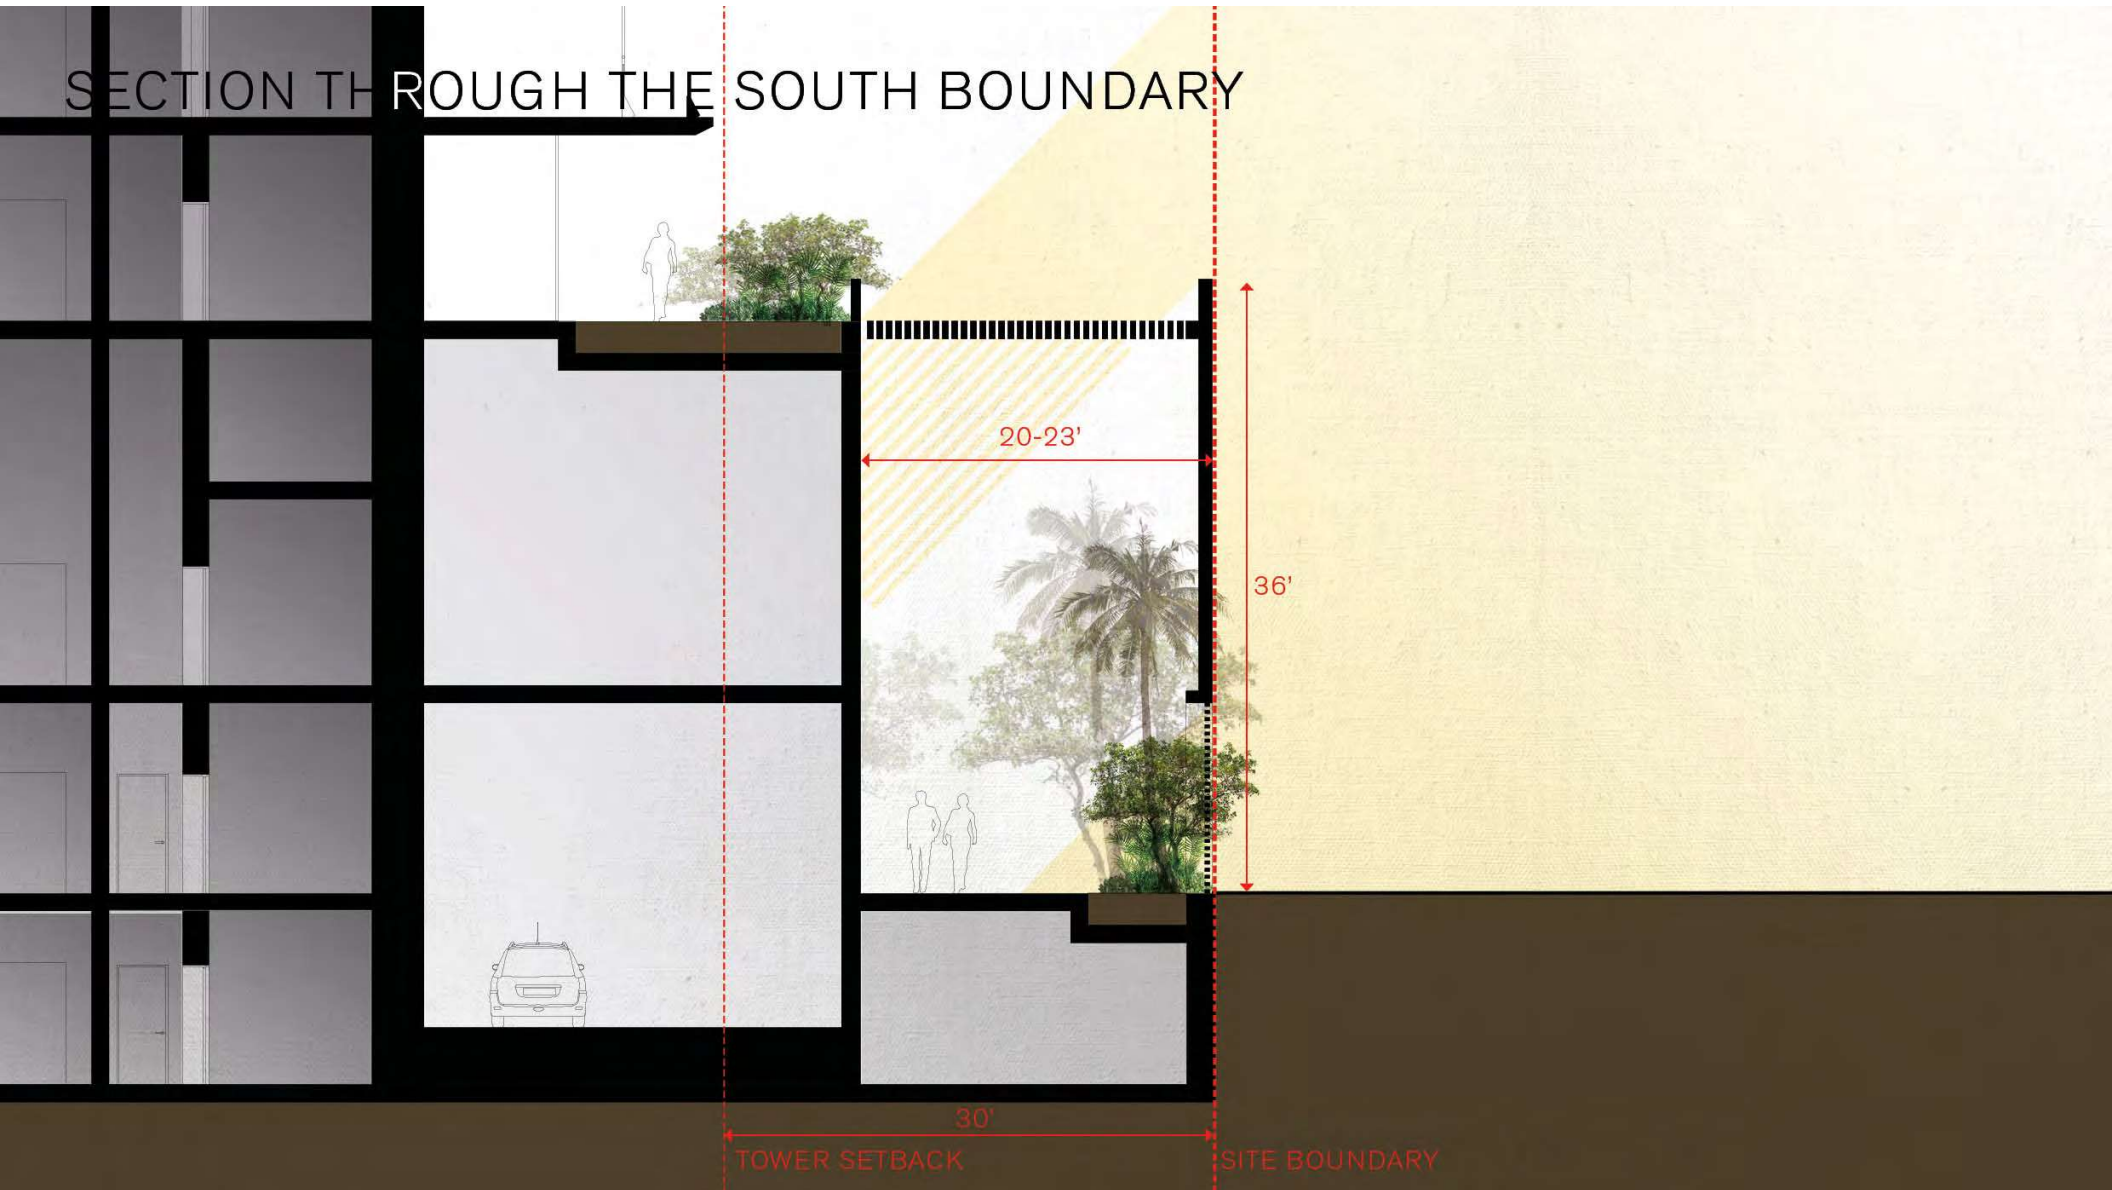 SECTION THROUGH THE SOUTH BOUNDARY
20-23'
36'
30'
TOWER SETBACK
SITE BOUNDARY